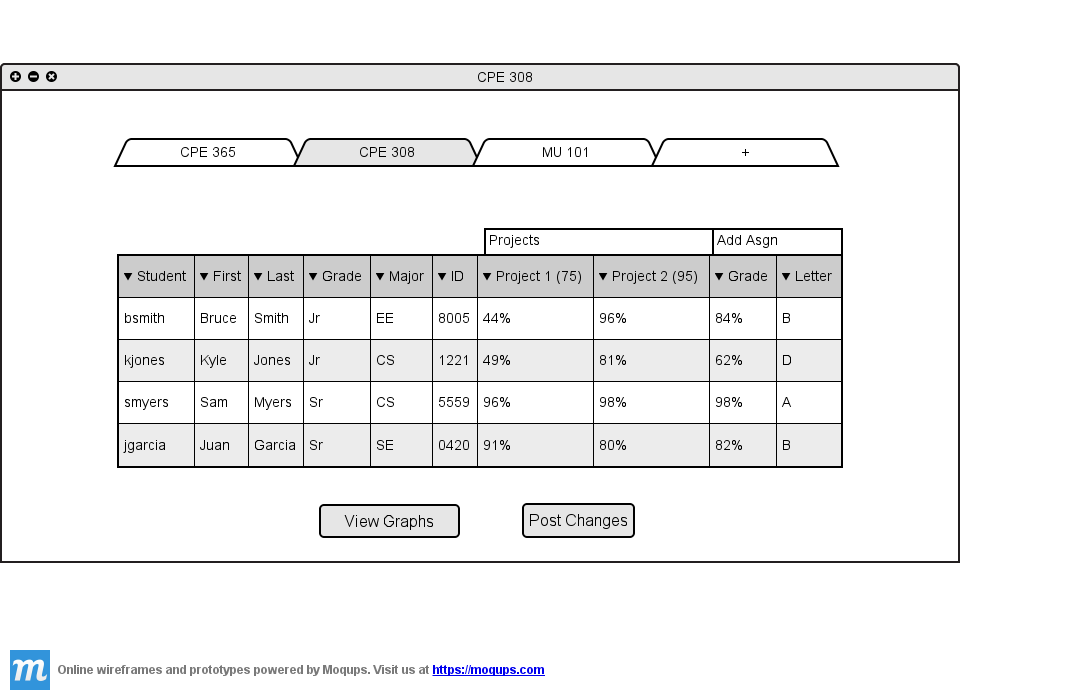 CPE 308
CPE 365 CPE 308 MU 101 +
Projects Add Asgn
▼ Student ▼ First ▼ Last ▼ Grade ▼ Major ▼ ID ▼ Project 1 (75) ▼ Project 2 (95) ▼ Grade ▼ Letter
bsmith Bruce Smith Jr EE 8005 44% 96% 84% B
kjones Kyle Jones Jr CS 1221 49% 81% 62% D
smyers Sam Myers Sr CS 5559 96% 98% 98% A
jgarcia Juan Garcia Sr SE 0420 91% 80% 82% B
View Graphs Post Changes
m Online wireframes and prototypes powered by Moqups. Visit us at https://moqups.com